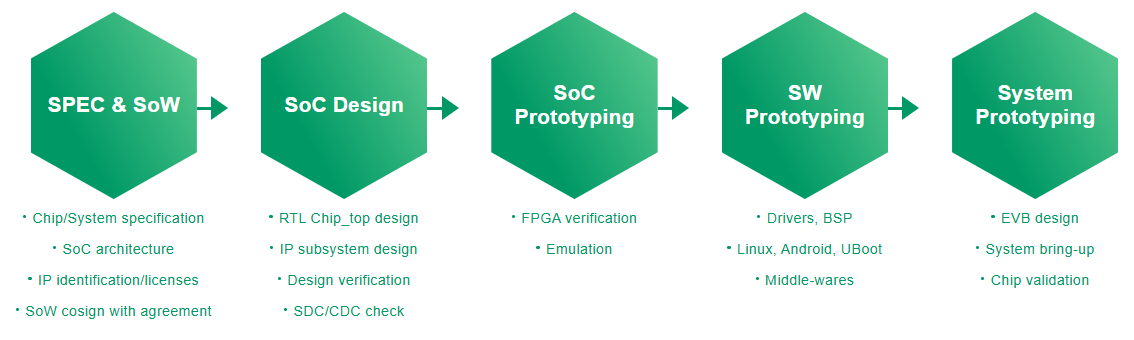 SPEC & SoW
• Chip/System specification
• SoC architecture
• IP identification/licenses
• SoW cosign with agreement
SoC Design
• RTL Chip_top design
• IP subsystem design
• Design verification
• SDC/CDC check
SoC
Prototyping
• FPGA verification
• Emulation
SW
Prototyping
• Drivers, BSP
• Linux, Android, UBoot
• Middle-wares
System
Prototyping
• EVB design
• System bring-up
• Chip validation